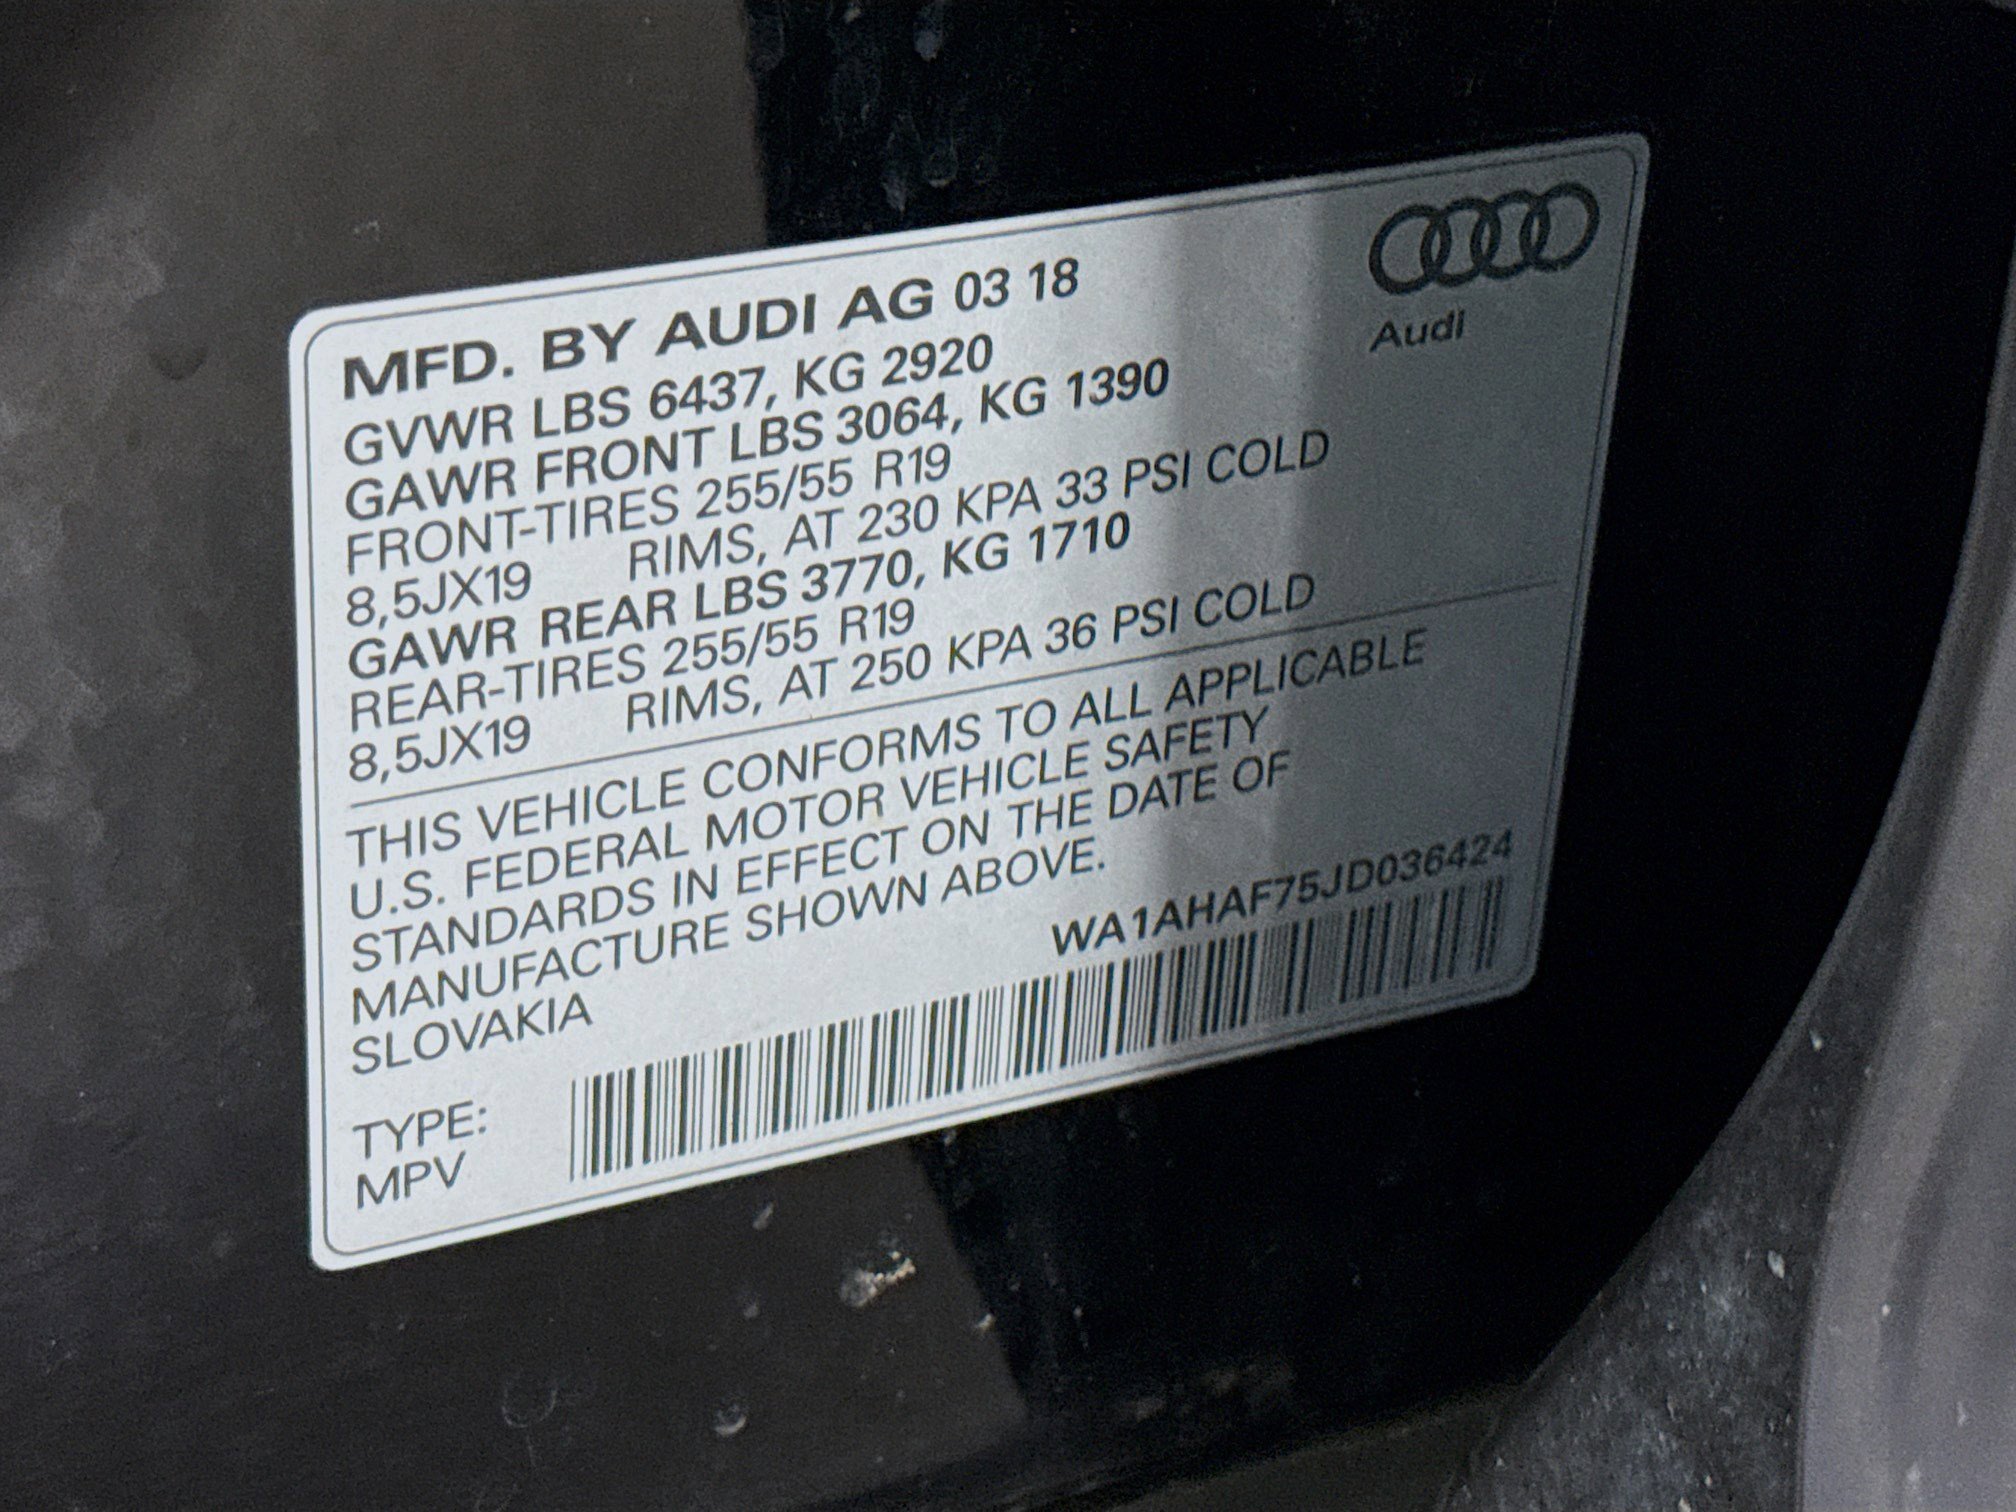 MFD. BY AUDI AG 03 18
Audi
GVWR LBS 6437, KG 2920
GAWR FRONT LBS 3064, KG 1390
FRONT-TIRES 255/55 R19
8,5JX19 RIMS, AT 230 KPA 33 PSI COLD
GAWR REAR LBS 3770, KG 1710
REAR-TIRES 255/55 R19
8,5JX19 RIMS, AT 250 KPA 36 PSI COLD
THIS VEHICLE CONFORMS TO ALL APPLICABLE
U.S. FEDERAL MOTOR VEHICLE SAFETY
STANDARDS IN EFFECT ON THE DATE OF
MANUFACTURE SHOWN ABOVE.
SLOVAKIA
WA1AHAF75JD036424
TYPE:
MPV